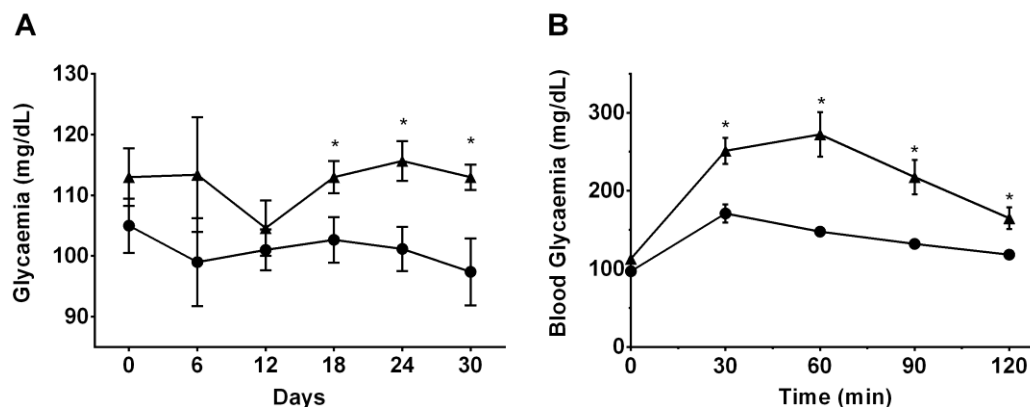 A
Glycaemia (mg/dL)
130
120
110
100
90
* * *
0 6 12 18 24 30
Days
B
Blood Glycaemia (mg/dL)
300
200
100
0
* * * *
0 30 60 90 120
Time (min)